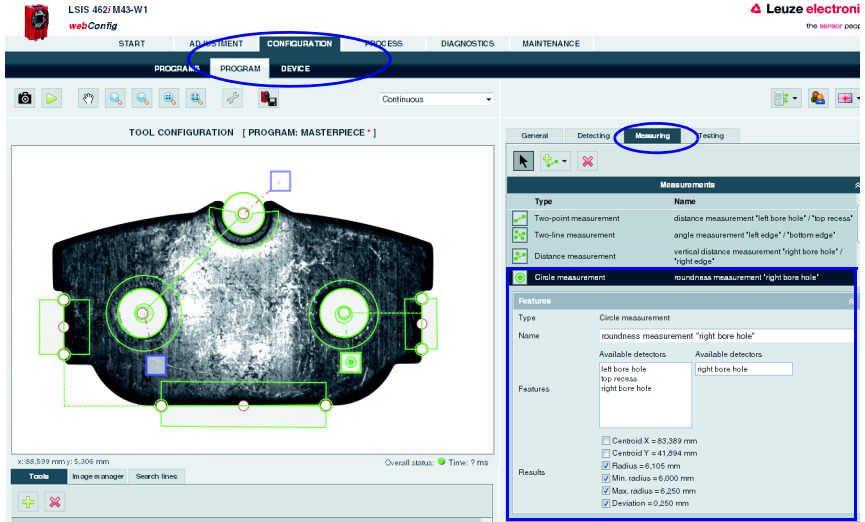 LSIS 462i M43-W1
webConfig
Leuze electroni
the sensor peop
START ADJUSTMENT CONFIGURATION PROCESS DIAGNOSTICS MAINTENANCE
PROGRAMS PROGRAM DEVICE
Continuous
TOOL CONFIGURATION [ PROGRAM: MASTERPIECE * ]
General Detecting Measuring Testing
Measurements
Type Name
Two-point measurement distance measurement "left bore hole" / "top recess"
Two-line measurement angle measurement "left edge" / "bottom edge"
Distance measurement vertical distance measurement "right bore hole" /
"right edge"
Circle measurement roundness measurement "right bore hole"
Features
Type Circle measurement
Name roundness measurement "right bore hole"
Available detectors Available detectors
Features
left bore hole right bore hole
top recess
right bore hole
Results
Centroid X = 83,389 mm
Centroid Y = 41,894 mm
Radius = 6,105 mm
Min. radius = 6,000 mm
Max. radius = 6,250 mm
Deviation = 0,250 mm
x: 88,599 mm y: 5,306 mm Overall status: Time: ? ms
Tools Image manager Search lines